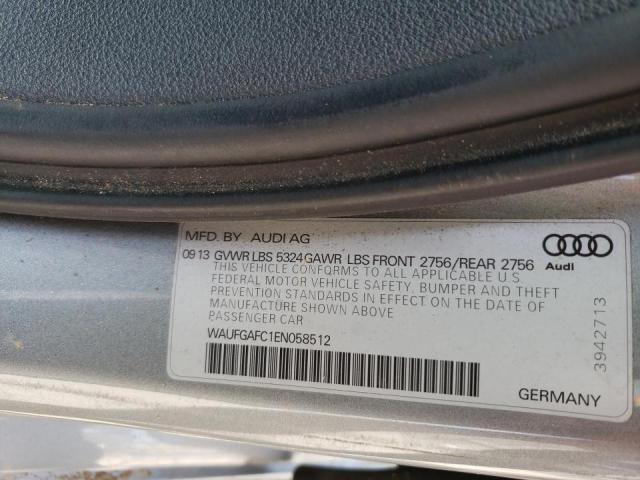 MFD. BY AUDI AG
09 13 GVWR LBS 5324 GAWR LBS FRONT 2756/REAR 2756
THIS VEHICLE CONFORMS TO ALL APPLICABLE U.S
FEDERAL MOTOR VEHICLE SAFETY, BUMPER AND THEFT
PREVENTION STANDARDS IN EFFECT ON THE DATE OF
MANUFACTURE SHOWN ABOVE
PASSENGER CAR
WAUFGAFC1EN058512
Audi
3942713
GERMANY